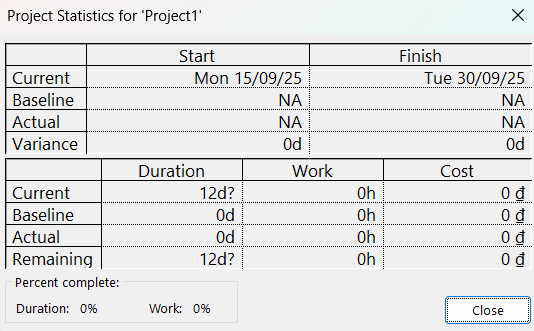 Project Statistics for 'Project1'
Start Finish
Current Mon 15/09/25 Tue 30/09/25
Baseline NA NA
Actual NA NA
Variance 0d 0d
Duration Work Cost
Current 12d? 0h 0 ₫
Baseline 0d 0h 0 ₫
Actual 0d 0h 0 ₫
Remaining 12d? 0h 0 ₫
Percent complete:
Duration: 0% Work: 0%
Close